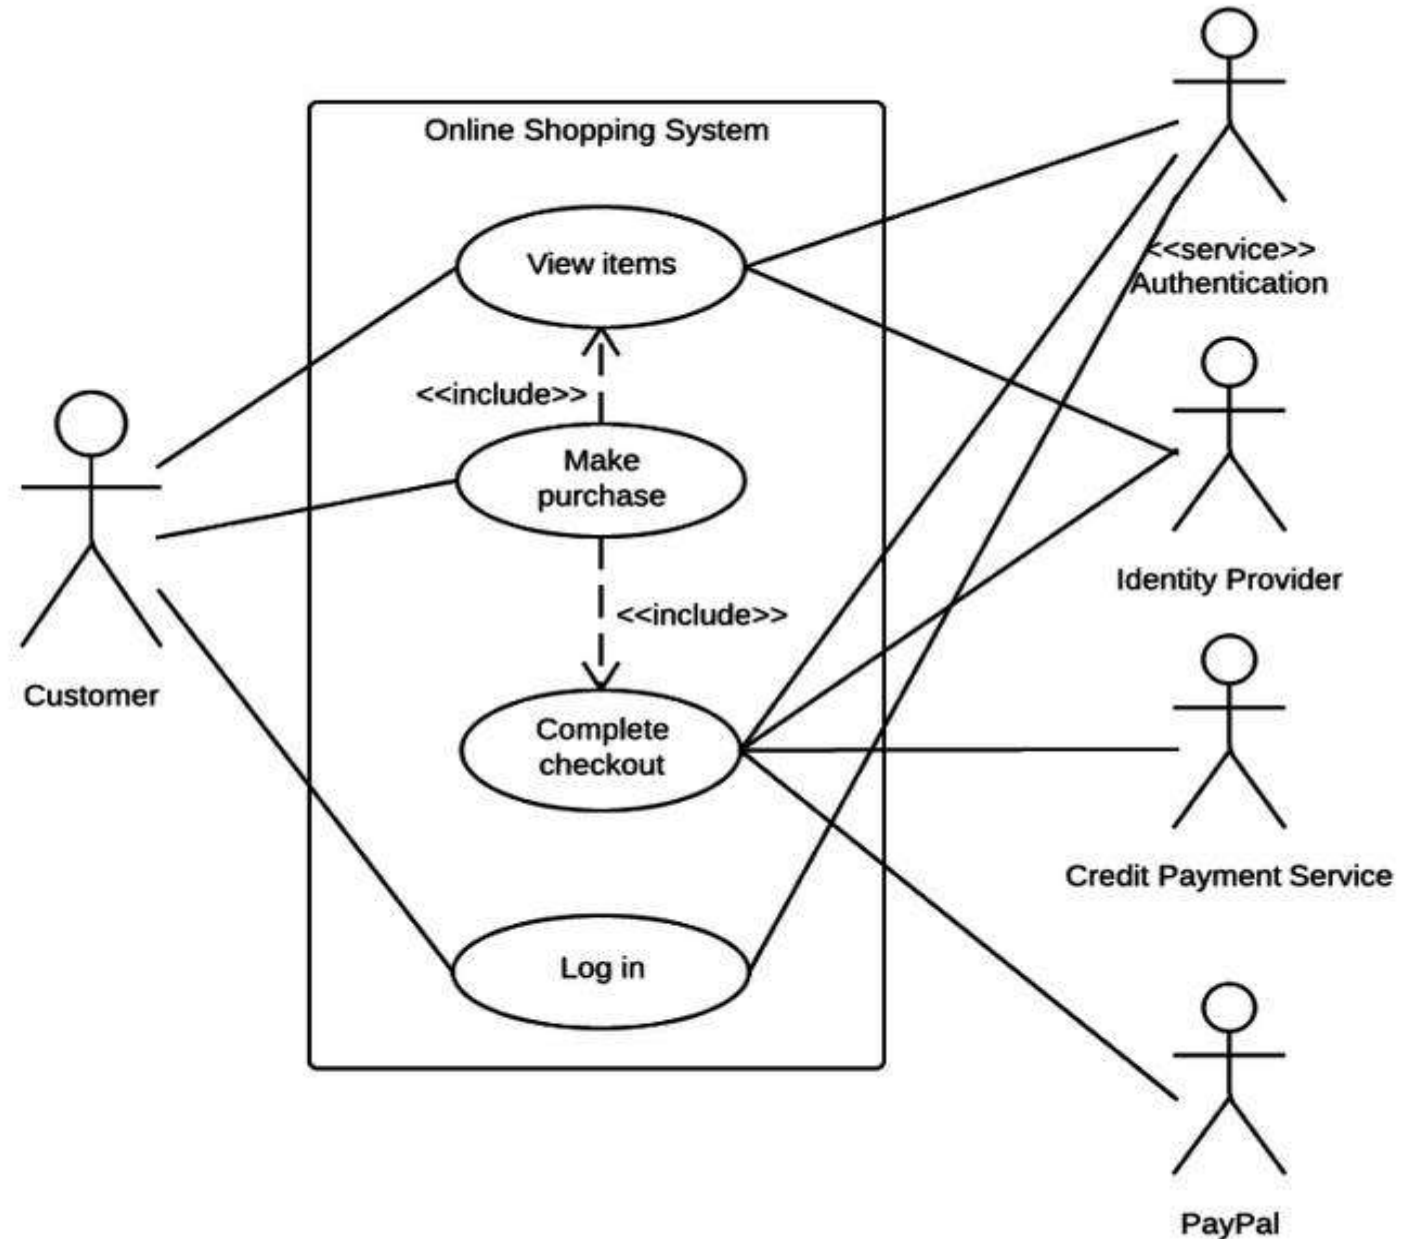 Online Shopping System
View items
<<include>>
Make
purchase
<<include>>
Complete
checkout
Log in
Customer
<<service>>
Authentication
Identity Provider
Credit Payment Service
PayPal